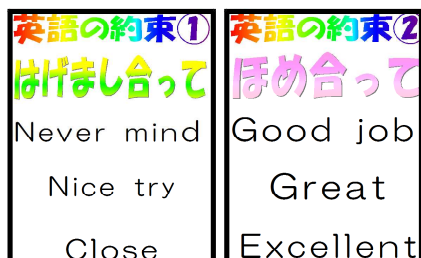 英語の約束①
はげまし合って
Never mind
Nice try
Close
英語の約束②
ほめ合って
Good job
Great
Excellent